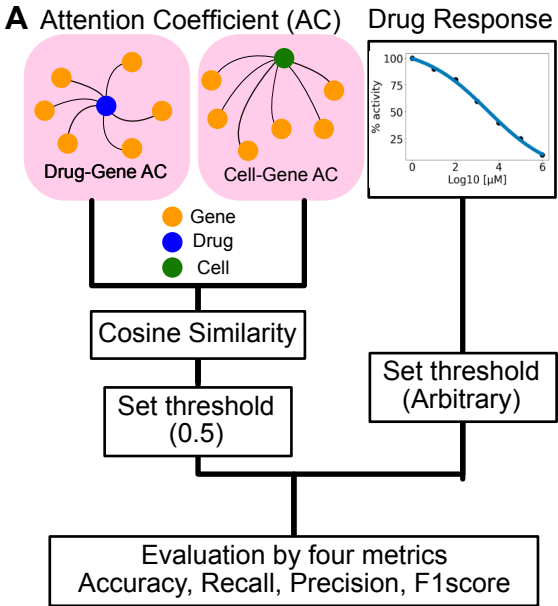 A Attention Coefficient (AC)
Drug Response
Drug-Gene AC
Cell-Gene AC
100
75
50
25
% activity
0
2
4
6
Log10 [µM]
Gene
Drug
Cell
Cosine Similarity
Set threshold
(0.5)
Set threshold
(Arbitrary)
Evaluation by four metrics
Accuracy, Recall, Precision, F1score